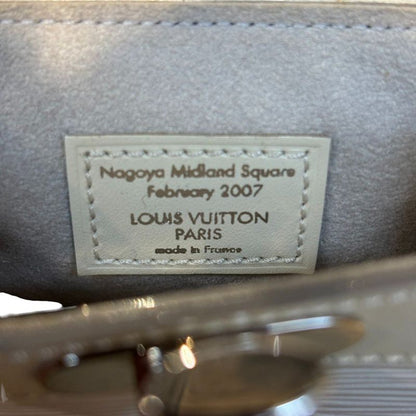 Nagoya Midland Square
February 2007
LOUIS VUITTON
PARIS
made in France